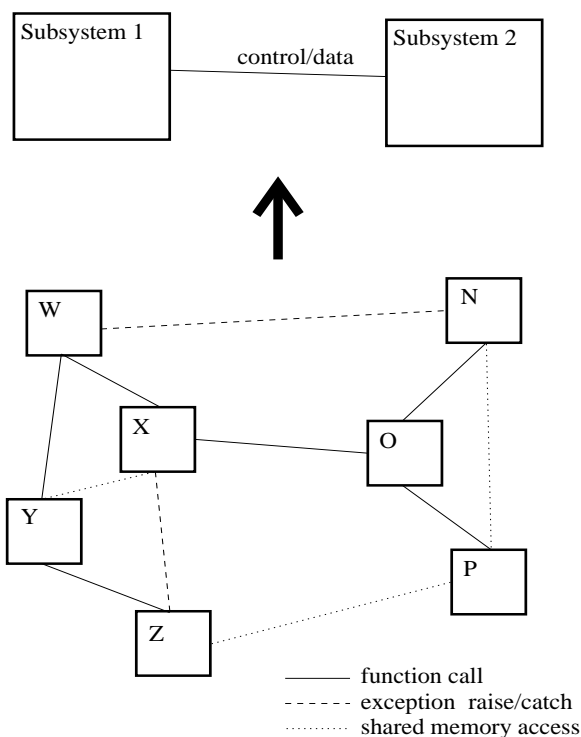 Subsystem 1
Subsystem 2
control/data
W
N
X
O
Y
P
Z
function call
exception raise/catch
shared memory access